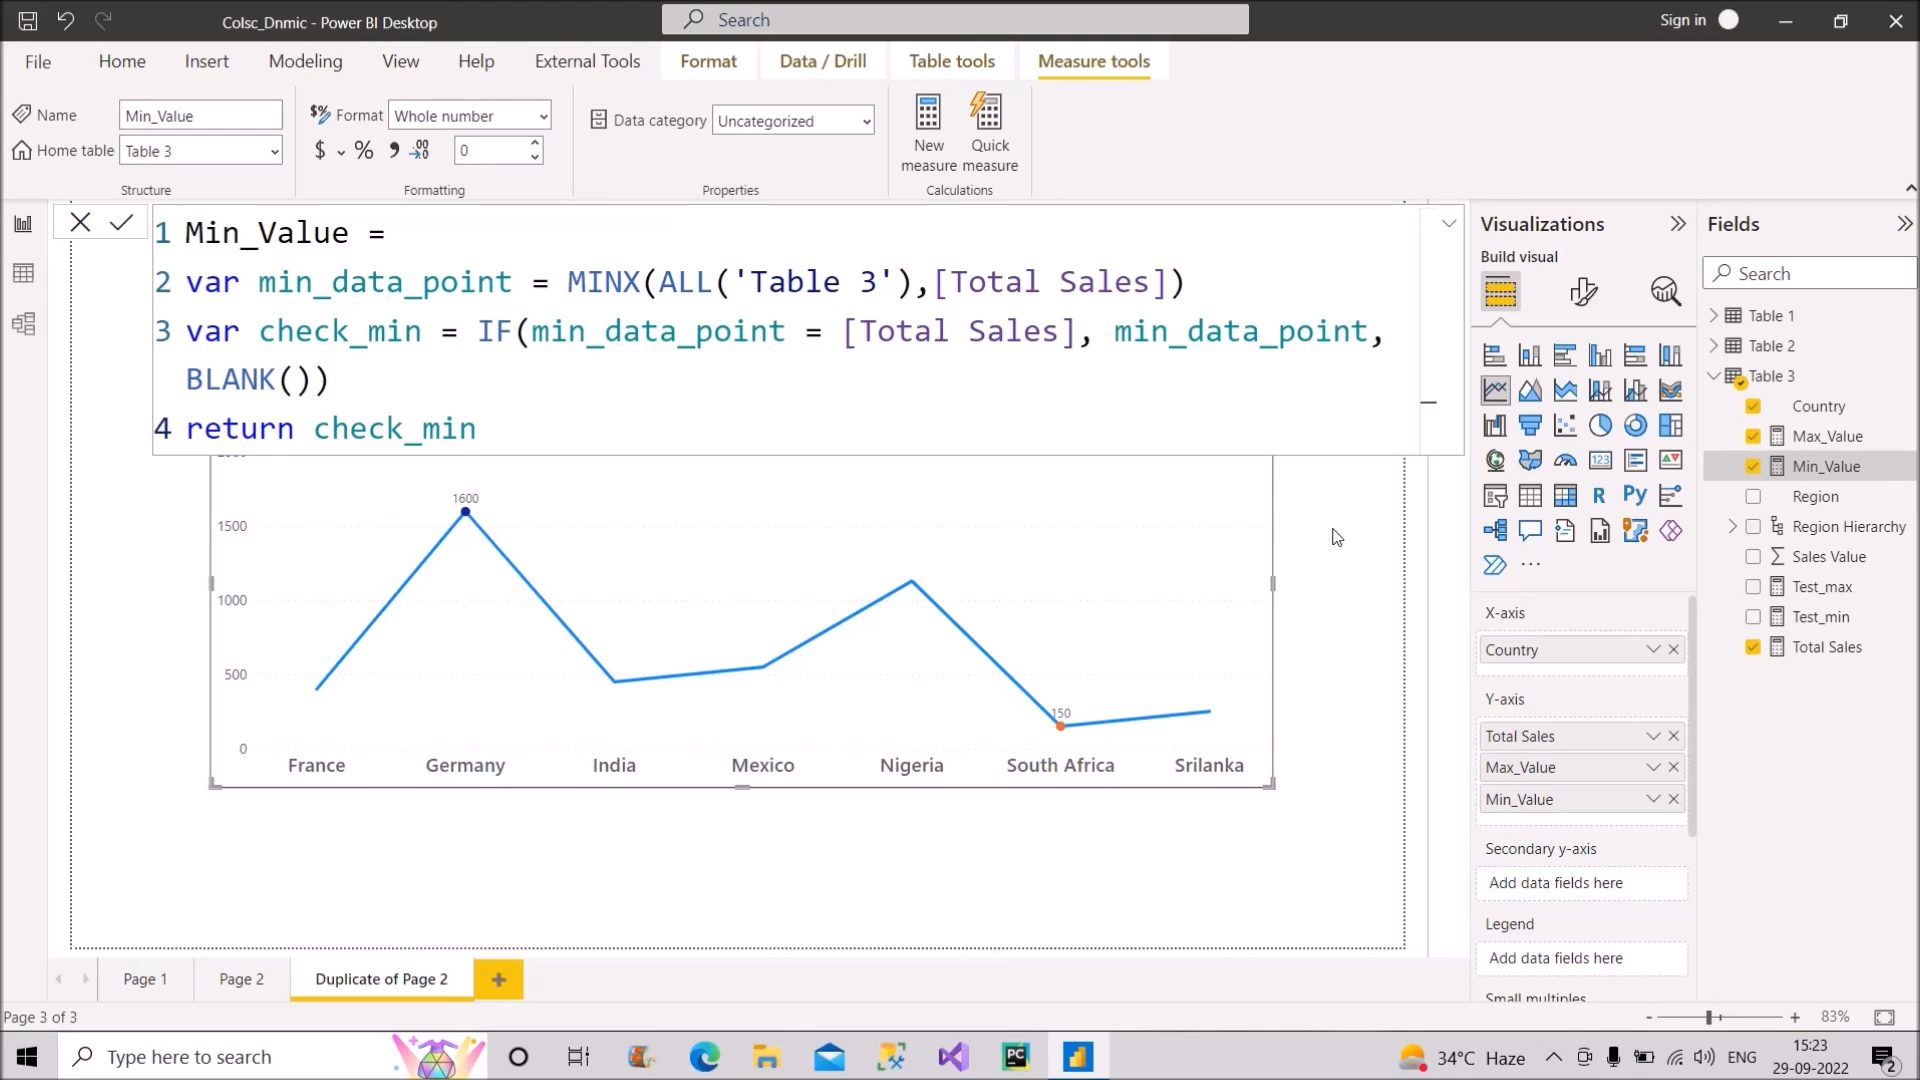 Colsc_Dnmic - Power BI Desktop
Search
Sign in
File
Home
Insert
Modeling
View
Help
External Tools
Format
Data / Drill
Table tools
Measure tools
Name
Min_Value
Home table
Table 3
Structure
$% Format
Whole number
$
%
,
.00
0
Formatting
Data category
Uncategorized
Properties
New
measure
Quick
measure
Calculations
1 Min_Value =
2 var min_data_point = MINX(ALL('Table 3'),[Total Sales])
3 var check_min = IF(min_data_point = [Total Sales], min_data_point,
BLANK())
4 return check_min
1500
1000
500
0
1600
150
France
Germany
India
Mexico
Nigeria
South Africa
Srilanka
Visualizations
Build visual
123
R
Py
...
X-axis
Country
Y-axis
Total Sales
Max_Value
Min_Value
Secondary y-axis
Add data fields here
Legend
Add data fields here
Small multiples
Fields
Search
Table 1
Table 2
Table 3
Country
Max_Value
Min_Value
Region
Region Hierarchy
Sales Value
Test_max
Test_min
Total Sales
Page 1
Page 2
Duplicate of Page 2
+
Page 3 of 3
- + 83%
Type here to search
PC
34°C Haze
ENG
15:23
29-09-2022
2